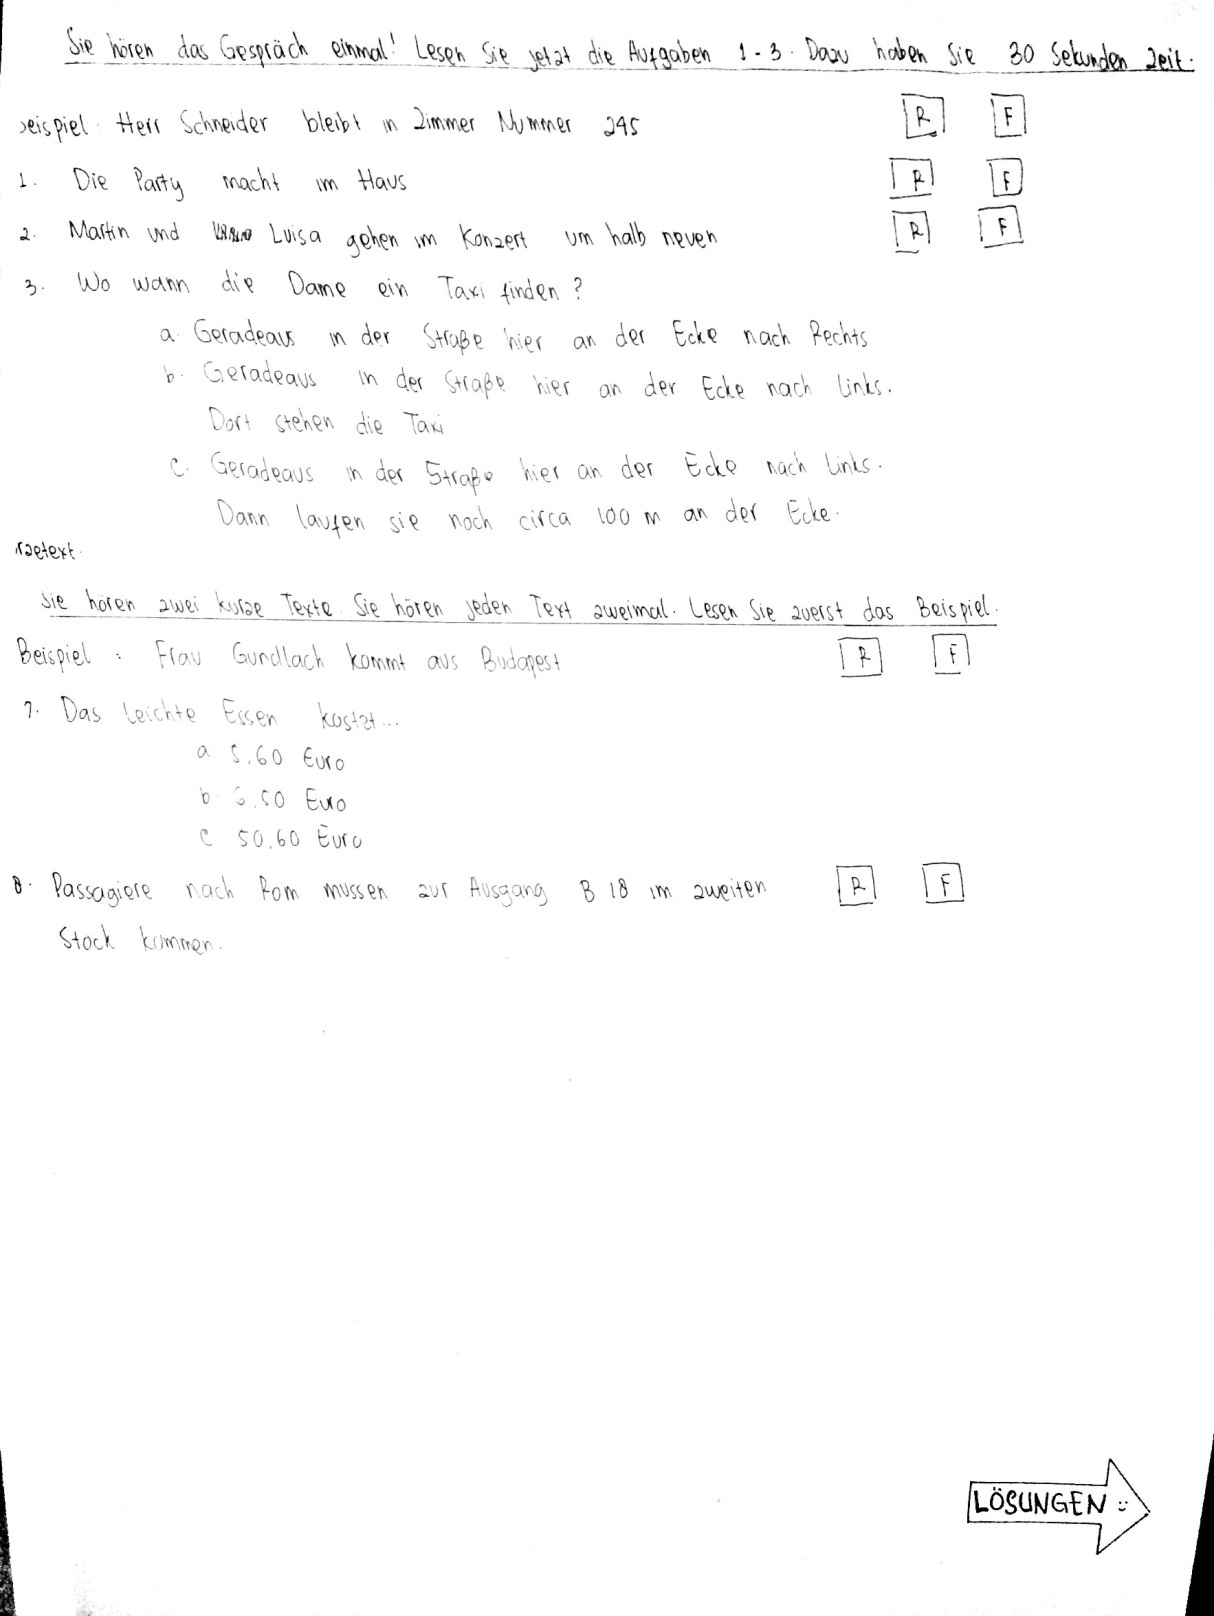 Sie hören das Gespräch einmal! Lesen Sie jetzt die Aufgaben 1-3. Dazu haben Sie 30 Sekunden Zeit.
eispiel: Herr Schneider bleibt in Zimmer Nummer 245 R F
1. Die Party macht im Haus R F
2. Martin und Luisa gehen im Konzert um halb neuen R F
3. Wo wann die Dame ein Taxi finden?
a. Geradeaus in der Straße hier an der Ecke nach Rechts
b. Geradeaus in der Straße hier an der Ecke nach links.
Dort stehen die Taxi
c. Geradeaus in der Straße hier an der Ecke nach links.
Dann laufen sie noch circa 100 m an der Ecke.
rzetext.
Sie hören zwei kurze Texte. Sie hören jeden Text zweimal. Lesen Sie zuerst das Beispiel.
Beispiel : Frau Gundlach kommt aus Budapest R F
7. Das leichte Essen kostet...
a. 5.60 Euro
b. 6.50 Euro
c. 50.60 Euro
8. Passagiere nach Rom mussen zur Ausgang B 18 im zweiten R F
Stock kommen.
LÖSUNGEN :)